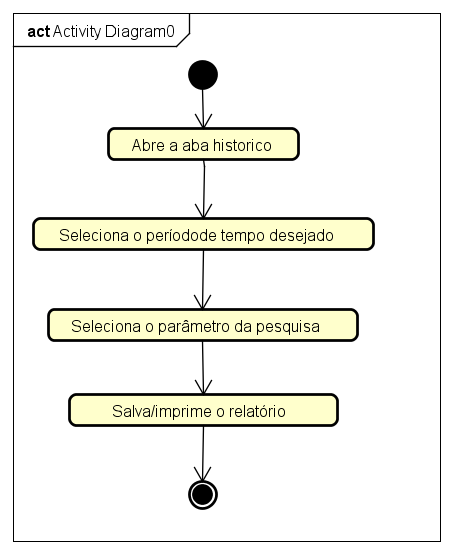 act Activity Diagram0
Abre a aba historico
Seleciona o períodode tempo desejado
Seleciona o parâmetro da pesquisa
Salva/imprime o relatório